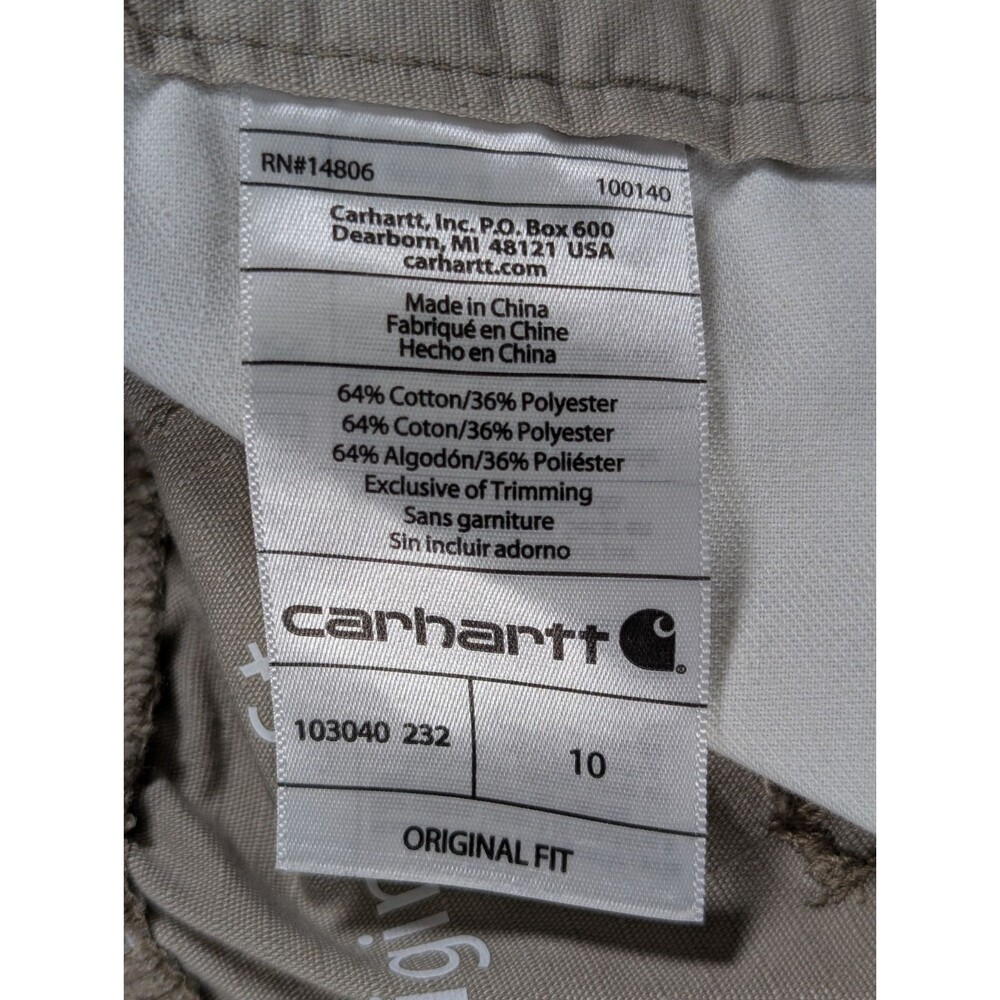 RN#14806 100140
Carhartt, Inc. P.O. Box 600
Dearborn, MI 48121 USA
carhartt.com
Made in China
Fabriqué en Chine
Hecho en China
64% Cotton/36% Polyester
64% Coton/36% Polyester
64% Algodón/36% Poliéster
Exclusive of Trimming
Sans garniture
Sin incluir adorno
carhartt ®
103040 232 10
ORIGINAL FIT